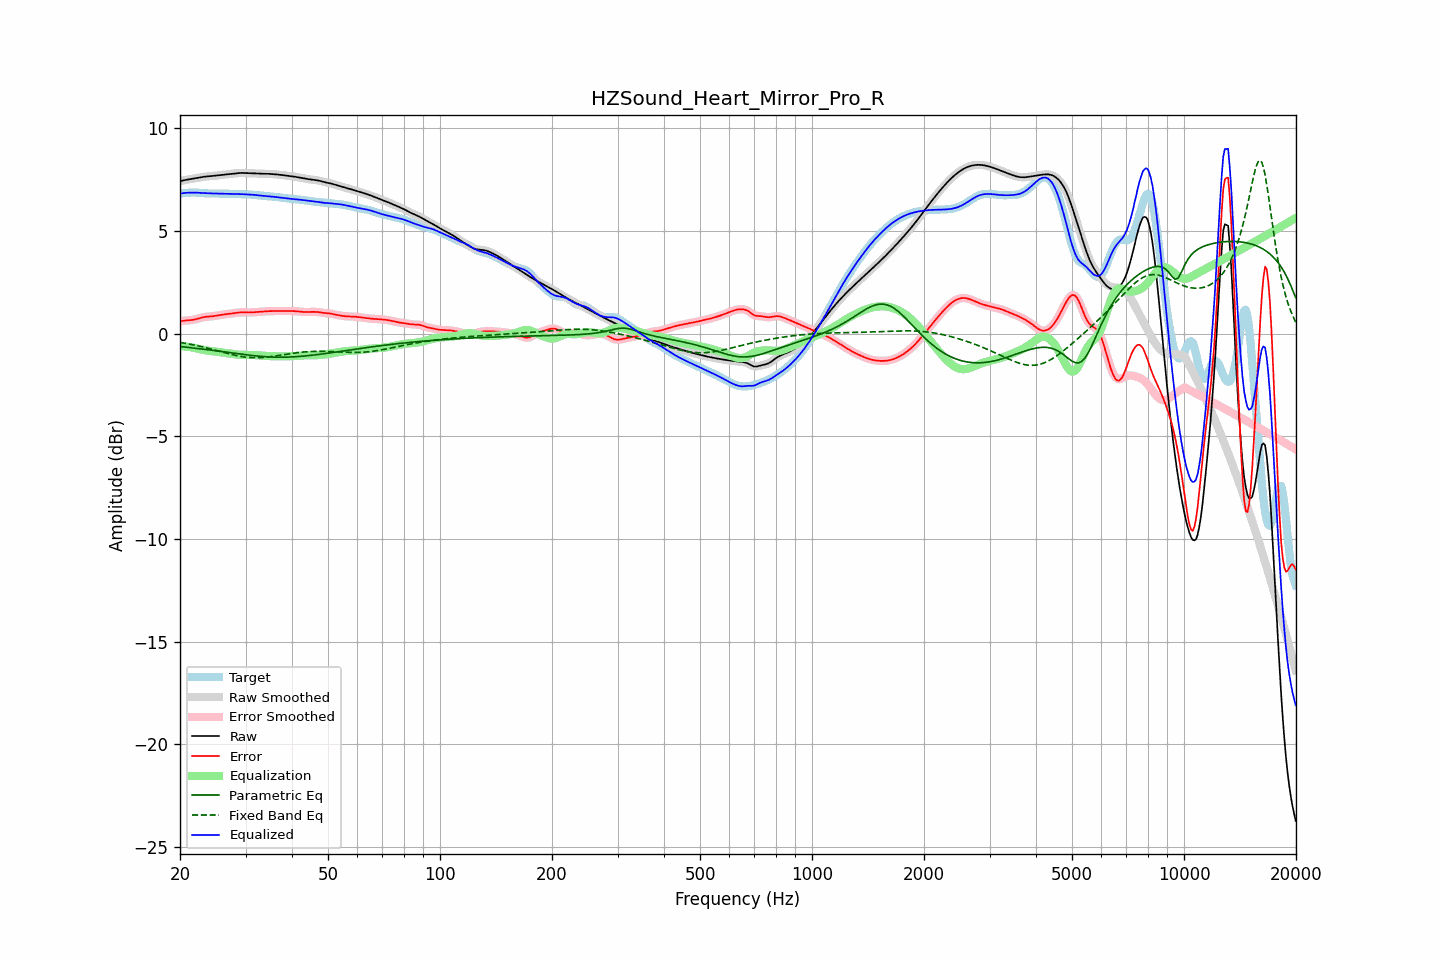 HZSound_Heart_Mirror_Pro_R
Amplitude (dBr)
10
5
0
−5
−10
−15
−20
−25
Target
Raw Smoothed
Error Smoothed
Raw
Error
Equalization
Parametric Eq
Fixed Band Eq
Equalized
20
50
100
200
500
1000
2000
5000
10000
20000
Frequency (Hz)